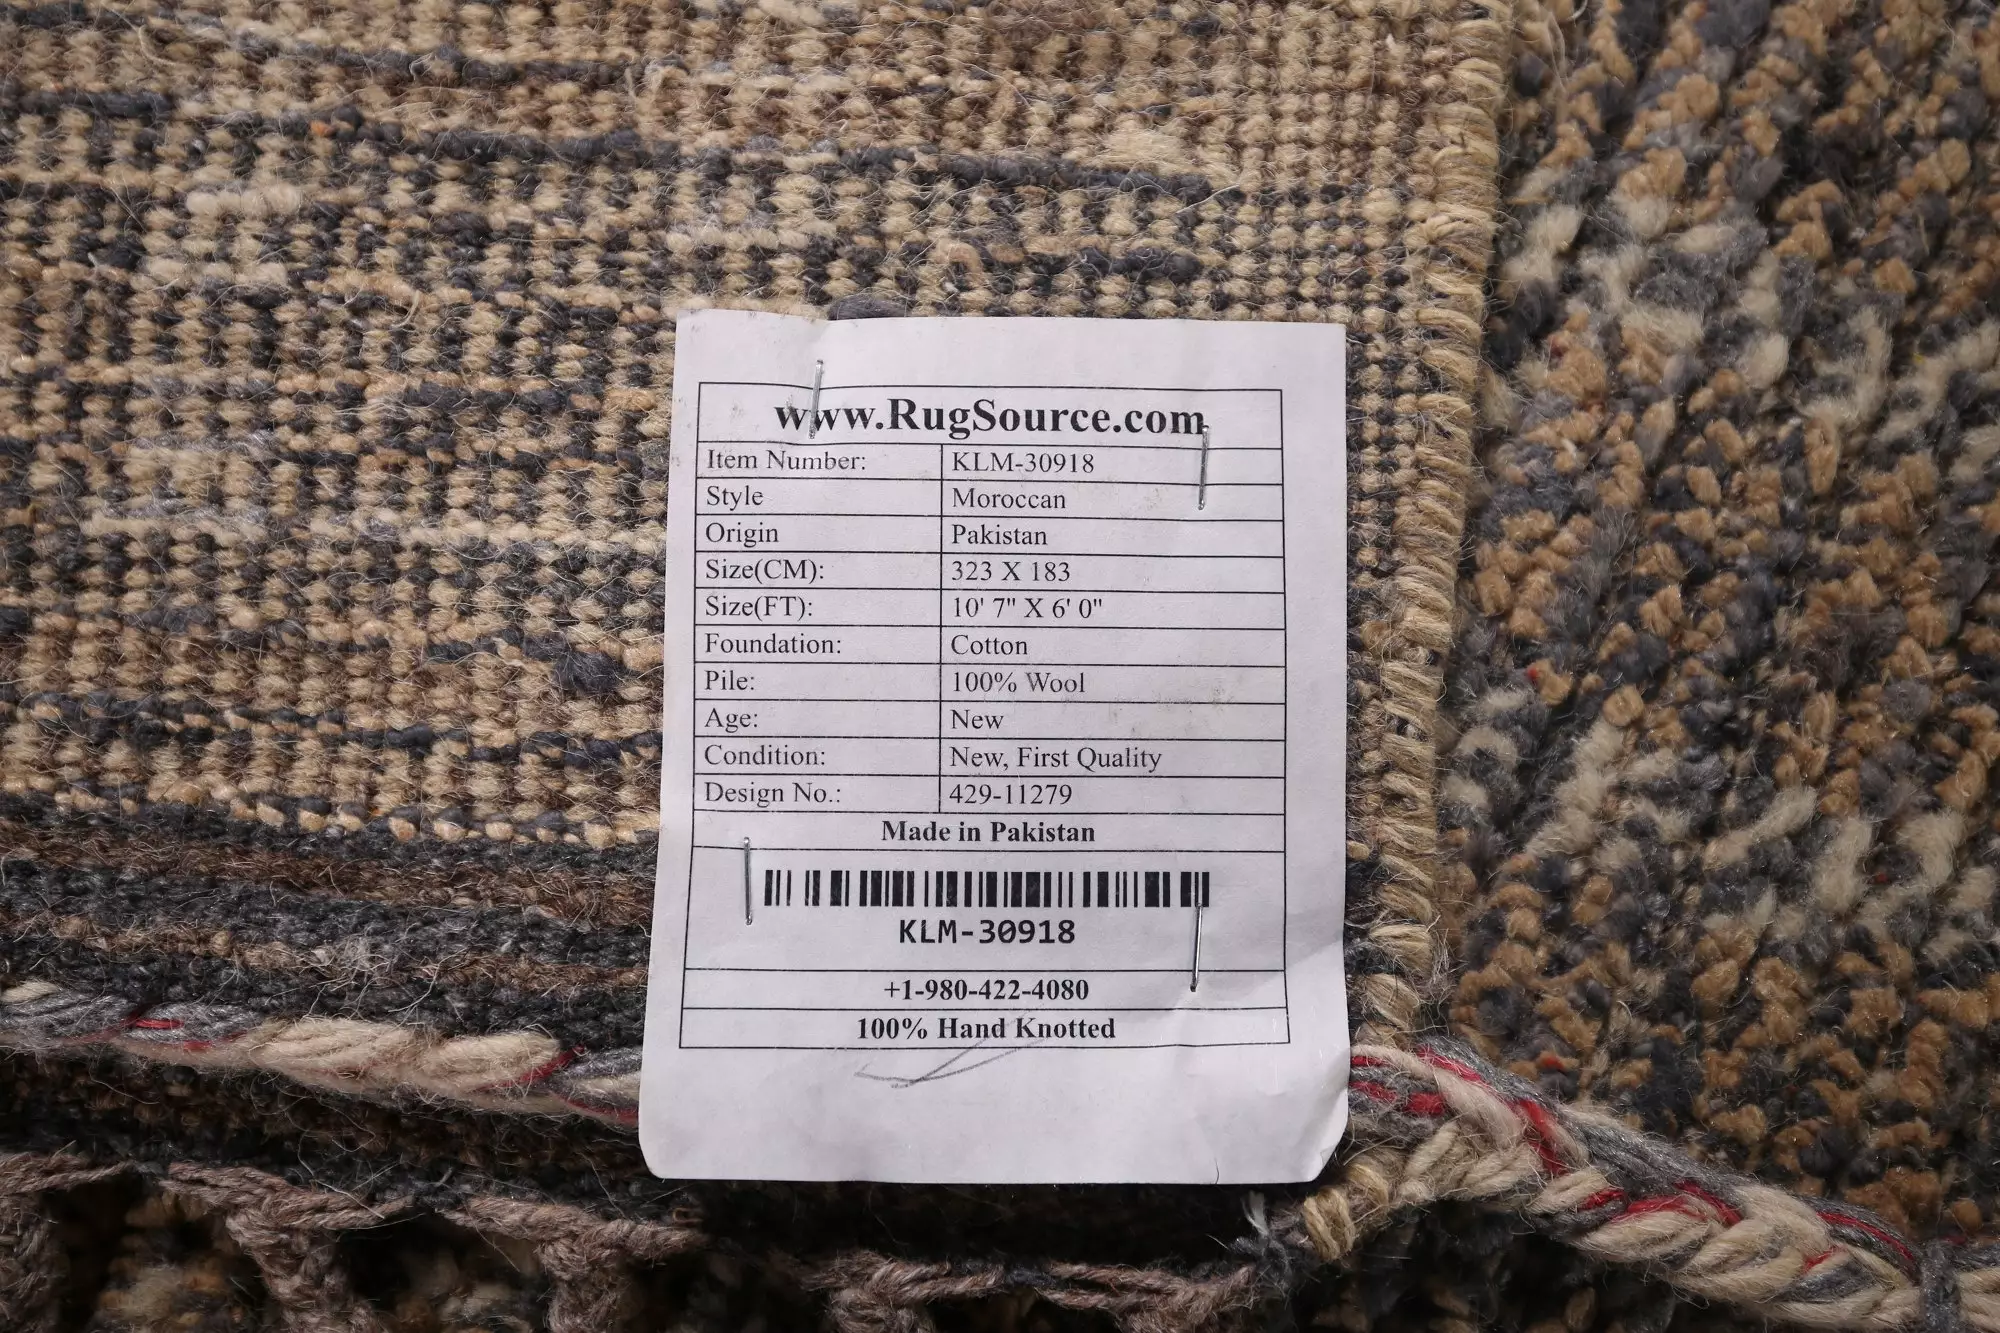 www.RugSource.com
Item Number: KLM-30918
Style Moroccan
Origin Pakistan
Size(CM): 323 X 183
Size(FT): 10' 7" X 6' 0"
Foundation: Cotton
Pile: 100% Wool
Age: New
Condition: New, First Quality
Design No.: 429-11279
Made in Pakistan
KLM-30918
+1-980-422-4080
100% Hand Knotted